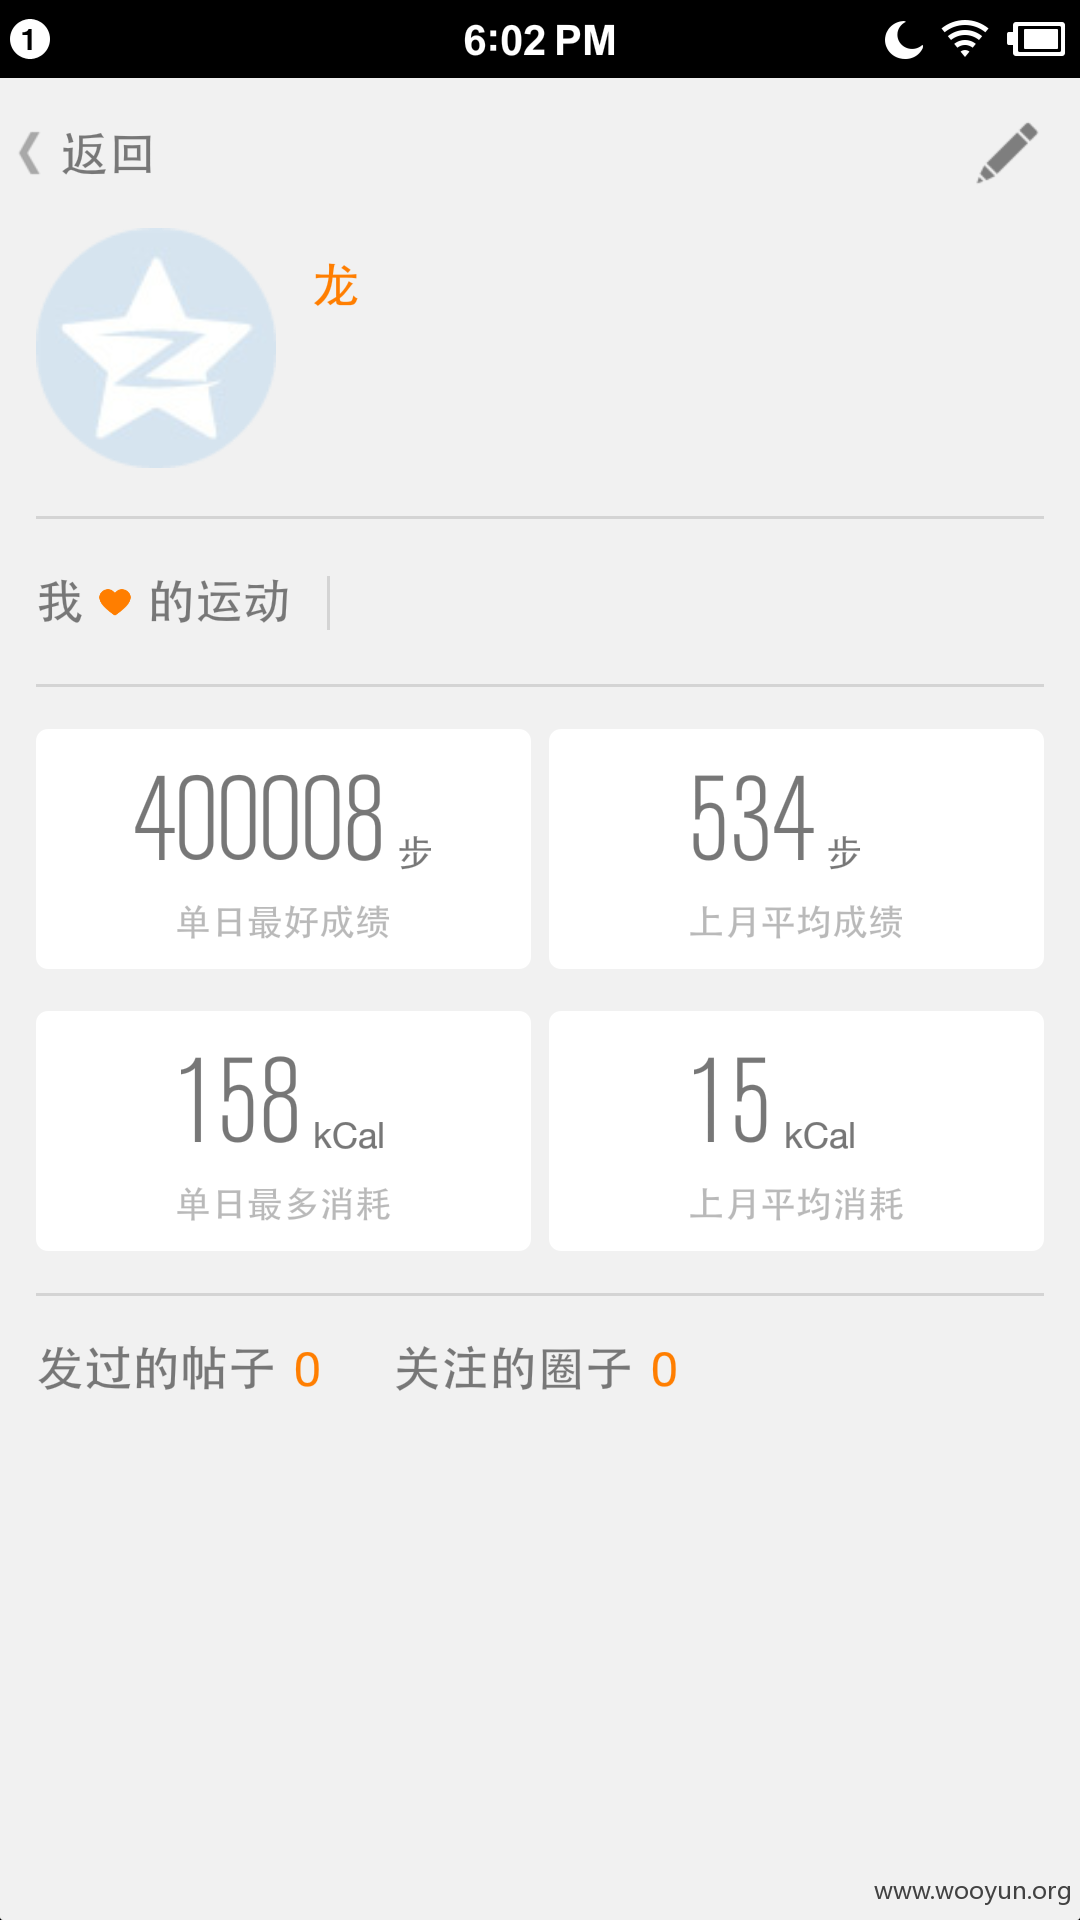 1
6:02 PM
返回
龙
我 的运动
400008 步
534 步
单日最好成绩
上月平均成绩
158 kCal
15 kCal
单日最多消耗
上月平均消耗
发过的帖子 0 关注的圈子 0
www.wooyun.org